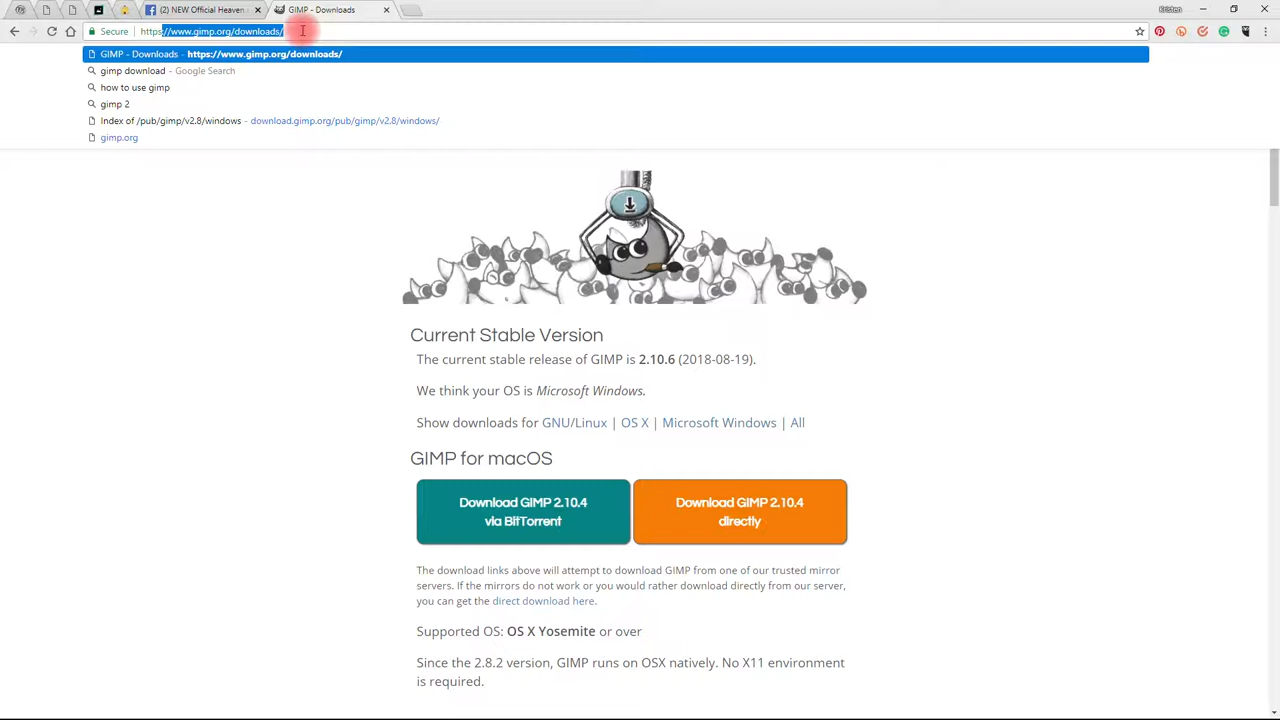 (2) NEW Official Heaven
GIMP - Downloads
Kristen
Secure
https://www.gimp.org/downloads/
GIMP - Downloads - https://www.gimp.org/downloads/
gimp download - Google Search
how to use gimp
gimp 2
Index of /pub/gimp/v2.8/windows - download.gimp.org/pub/gimp/v2.8/windows/
gimp.org
Current Stable Version
The current stable release of GIMP is 2.10.6 (2018-08-19).
We think your OS is Microsoft Windows.
Show downloads for GNU/Linux | OS X | Microsoft Windows | All
GIMP for macOS
Download GIMP 2.10.4
via BitTorrent
Download GIMP 2.10.4
directly
The download links above will attempt to download GIMP from one of our trusted mirror
servers. If the mirrors do not work or you would rather download directly from our server,
you can get the direct download here.
Supported OS: OS X Yosemite or over
Since the 2.8.2 version, GIMP runs on OSX natively. No X11 environment
is required.